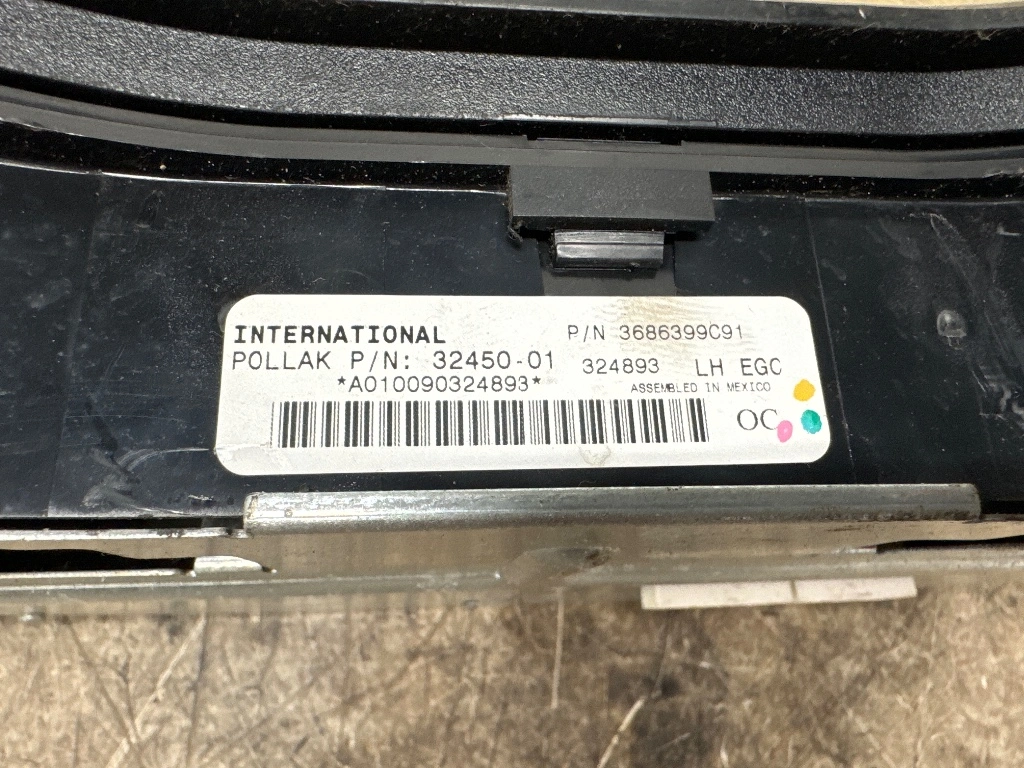 INTERNATIONAL P/N 3686399C91
POLLAK P/N: 32450-01 324893 LH EGC
*A010090324893* ASSEMBLED IN MEXICO
OC